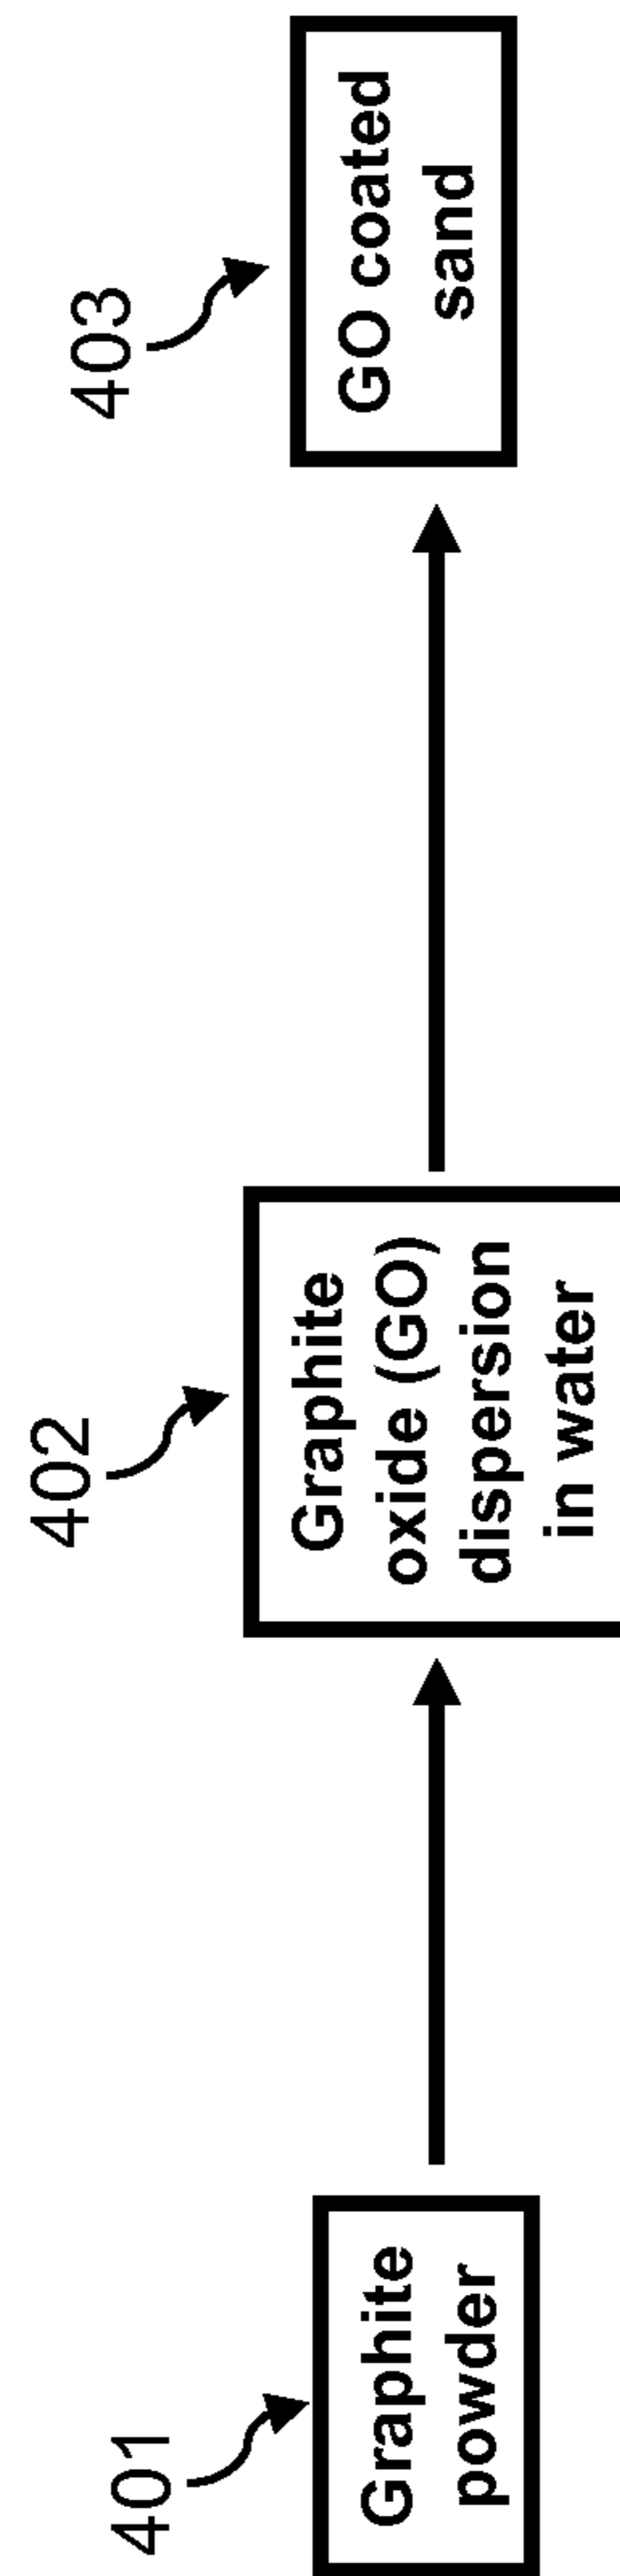 401
Graphite
powder
402
Graphite
oxide (GO)
dispersion
in water
403
GO coated
sand